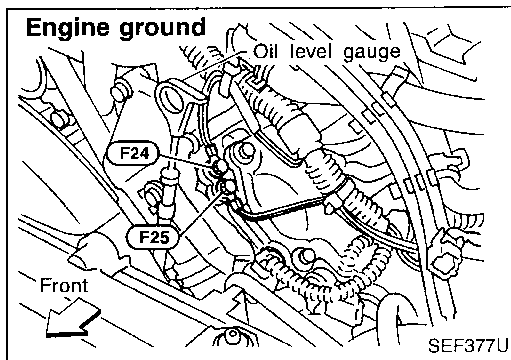 Engine ground
Oil level gauge
F24
F25
Front
SEF377U